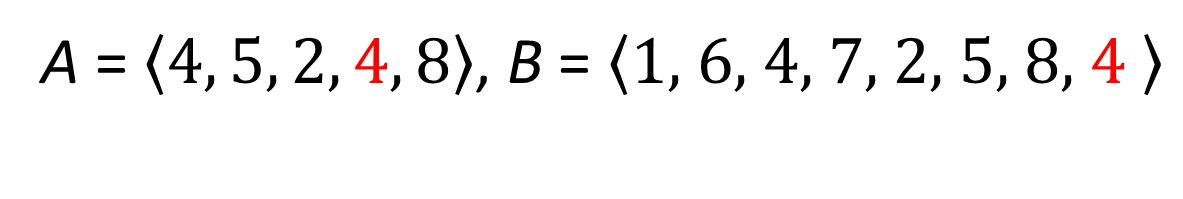 A = ⟨4, 5, 2, 4, 8⟩, B = ⟨1, 6, 4, 7, 2, 5, 8, 4 ⟩